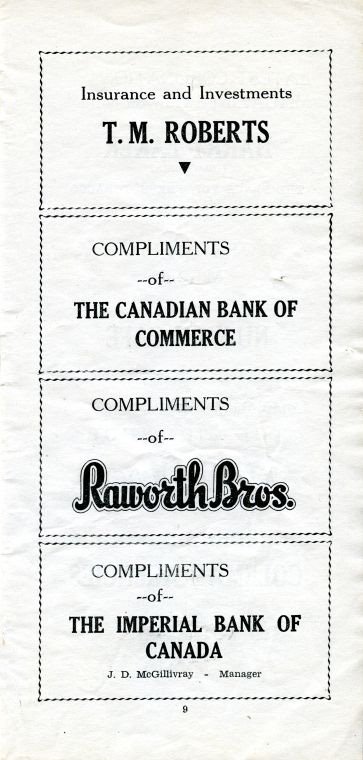 Insurance and Investments
T. M. ROBERTS
COMPLIMENTS
--of--
THE CANADIAN BANK OF
COMMERCE
COMPLIMENTS
--of--
Raworth Bros.
COMPLIMENTS
--of--
THE IMPERIAL BANK OF
CANADA
J. D. McGillivray - Manager
9